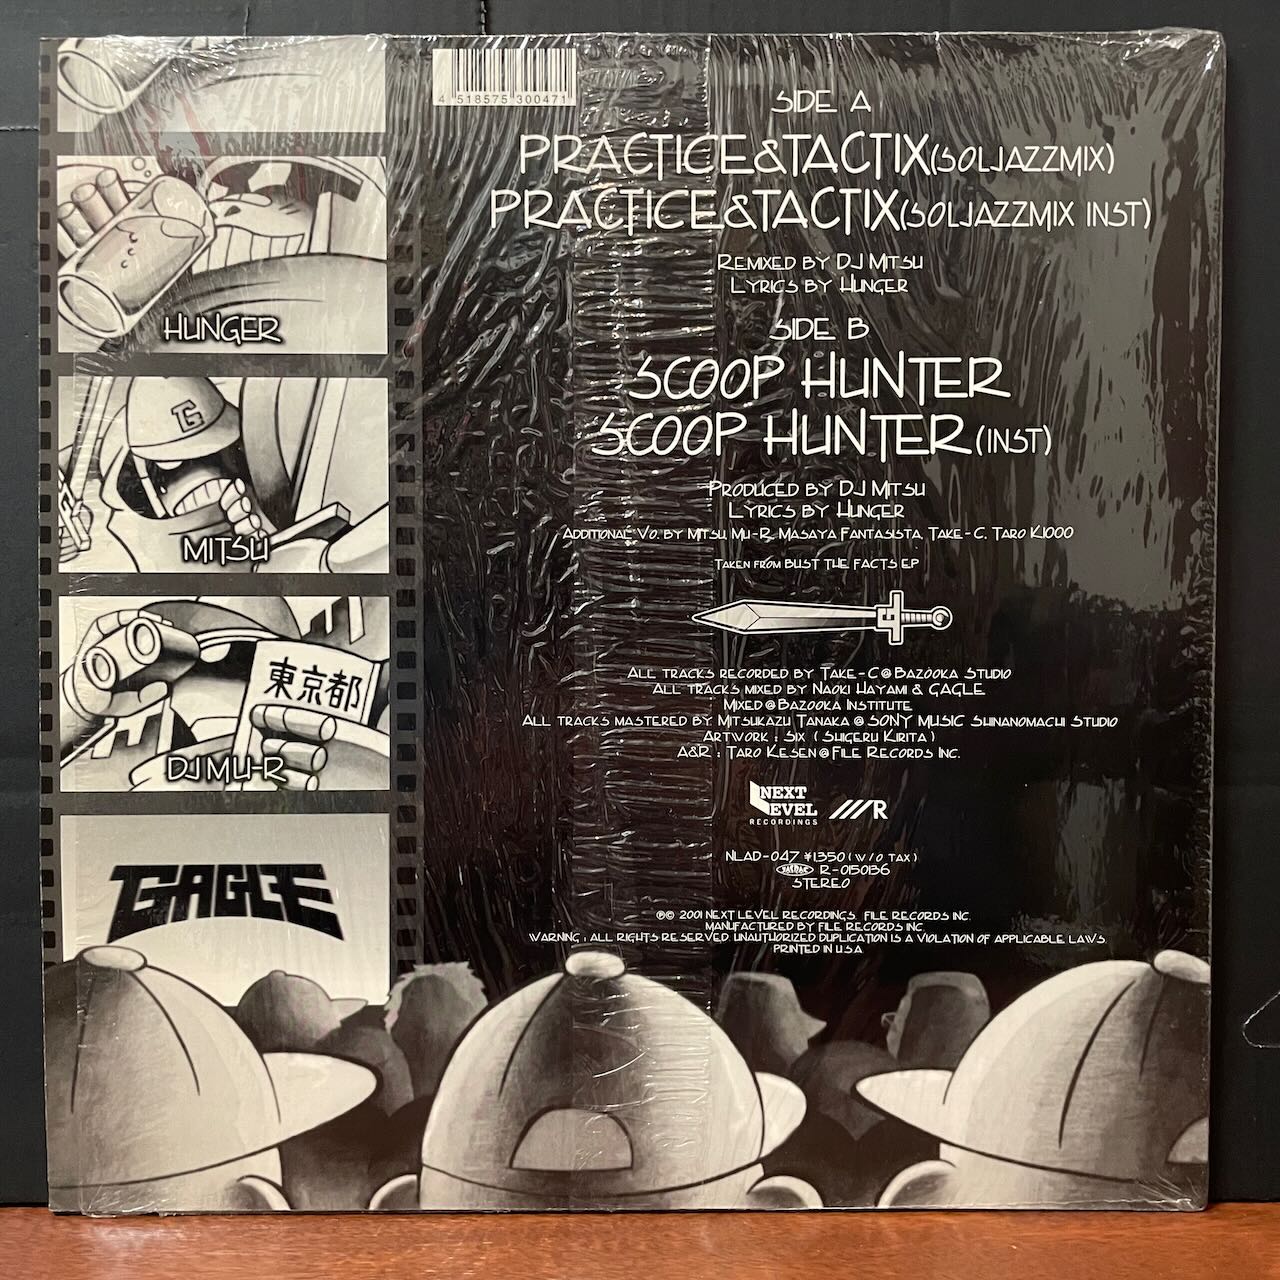 4 518575 300471
SIDE A
PRACTICE&TACTIX(SOLJAZZMIX)
PRACTICE&TACTIX(SOLJAZZMIX INST)
REMIXED BY DJ MITSU
LYRICS BY HUNGER
SIDE B
SCOOP HUNTER
SCOOP HUNTER(INST)
PRODUCED BY DJ MITSU
LYRICS BY HUNGER
ADDITIONAL VO. BY MITSU, MU-R, MASAYA FANTASISTA, TAKE-C, TARO K1000
TAKEN FROM BUST THE FACTS EP
G
ALL TRACKS RECORDED BY TAKE-C@BAZOOKA STUDIO
ALL TRACKS MIXED BY NAOKI HAYAMI & GAGLE
MIXED@BAZOOKA INSTITUTE
ALL TRACKS MASTERED BY MITSUKAZU TANAKA @ SONY MUSIC SHINANOMACHI STUDIO
ARTWORK : SIX (SHIGERU KIRITA)
A&R : TARO KESEN@FILE RECORDS INC.
NEXT
LEVEL
RECORDINGS
///R
NLAD-047 ¥1350(W/O TAX)
R-0150136
STEREO
℗© 2001 NEXT LEVEL RECORDINGS, FILE RECORDS INC.
MANUFACTURED BY FILE RECORDS INC
WARNING : ALL RIGHTS RESERVED. UNAUTHORIZED DUPLICATION IS A VIOLATION OF APPLICABLE LAWS.
PRINTED IN U.S.A
HUNGER
G
MITSU
東京都
DJ MU-R
GAGLE